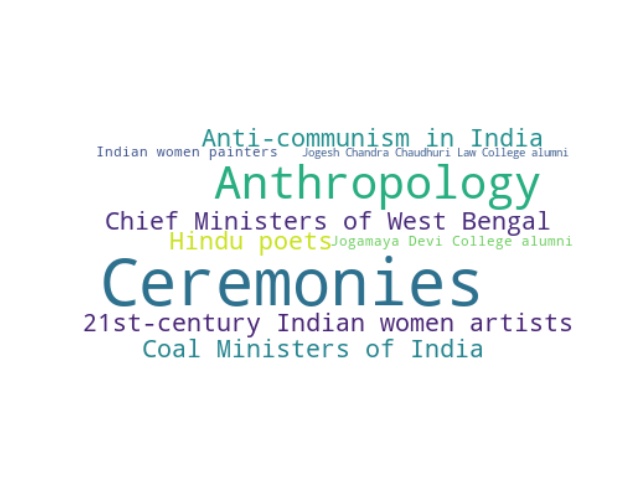 Anti-communism in India
Indian women painters
Jogesh Chandra Chaudhuri Law College alumni
Anthropology
Chief Ministers of West Bengal
Hindu poets
Jogamaya Devi College alumni
Ceremonies
21st-century Indian women artists
Coal Ministers of India